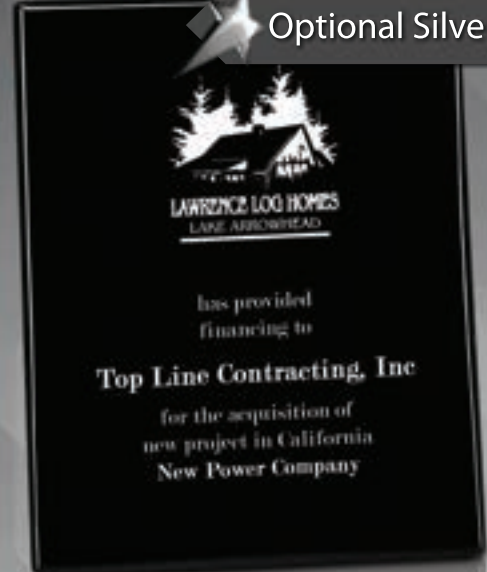 Optional Silve
LAWRENCE LOG HOMES
LAKE ARROWHEAD
has provided
financing to
Top Line Contracting, Inc
for the acquisition of
new project in California
New Power Company